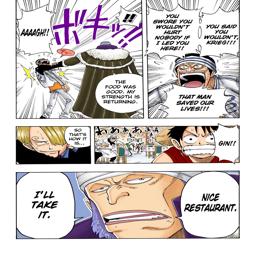 YOU SAID
YOU
WOULDN'T
KRIEG!!!
YOU
SWORE YOU
WOULDN'T
HURT
NOBODY IF
I LED YOU
HERE!!
THAT MAN
SAVED OUR
LIVES!!!
ボキッ!!
AAAAGH!!
THE
FOOD WAS
GOOD. MY
STRENGTH IS
RETURNING.
GIN!!
SO
THAT'S
HOW IT
IS...
NICE
RESTAURANT.
I'LL
TAKE
IT.